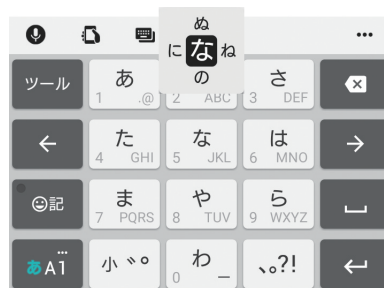 ぬ
に な ね
の
ツール あ 1 .@ 2 ABC さ 3 DEF
た 4 GHI な 5 JKL は 6 MNO
記 ま 7 PQRS や 8 TUV ら 9 WXYZ
あA1 小 ゛゜ わ 0 ー 、。?!